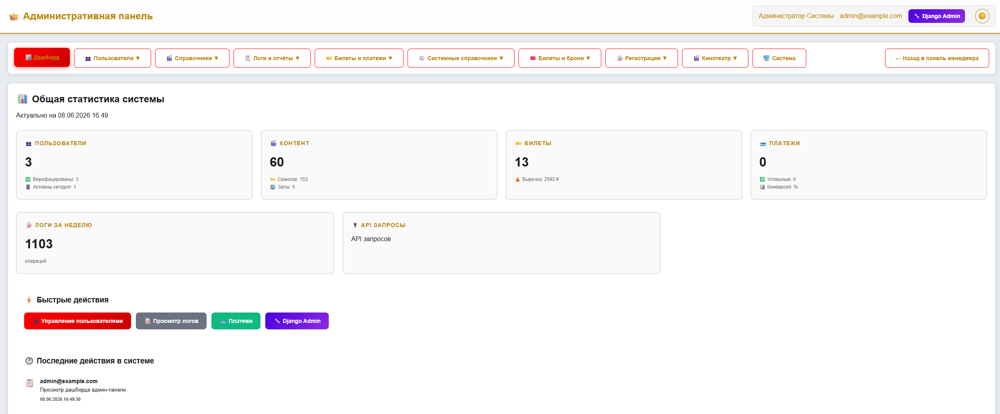 Административная панель
Администратор Системы admin@example.com Django Admin
Дашборд Пользователи ▼ Справочники ▼ Логи и отчёты ▼ Билеты и платежи ▼ Системные справочники ▼ Билеты и брони ▼ Регистрации ▼ Кинотеатр ▼ Система ← Назад в панель менеджера
Общая статистика системы
Актуально на 08.06.2026 16:49
ПОЛЬЗОВАТЕЛИ
3
Верифицированы: 3
Активны сегодня: 1
КОНТЕНТ
60
Сеансов: 153
Залы: 5
БИЛЕТЫ
13
Выручка: 2592 ₽
ПЛАТЕЖИ
0
Успешные: 0
Конверсия: %
ЛОГИ ЗА НЕДЕЛЮ
1103
операций
API ЗАПРОСЫ
API запросов
Быстрые действия
Управление пользователями Просмотр логов Платежи Django Admin
Последние действия в системе
admin@example.com
Просмотр дашборда админ-панели
08.06.2026 16:49:30